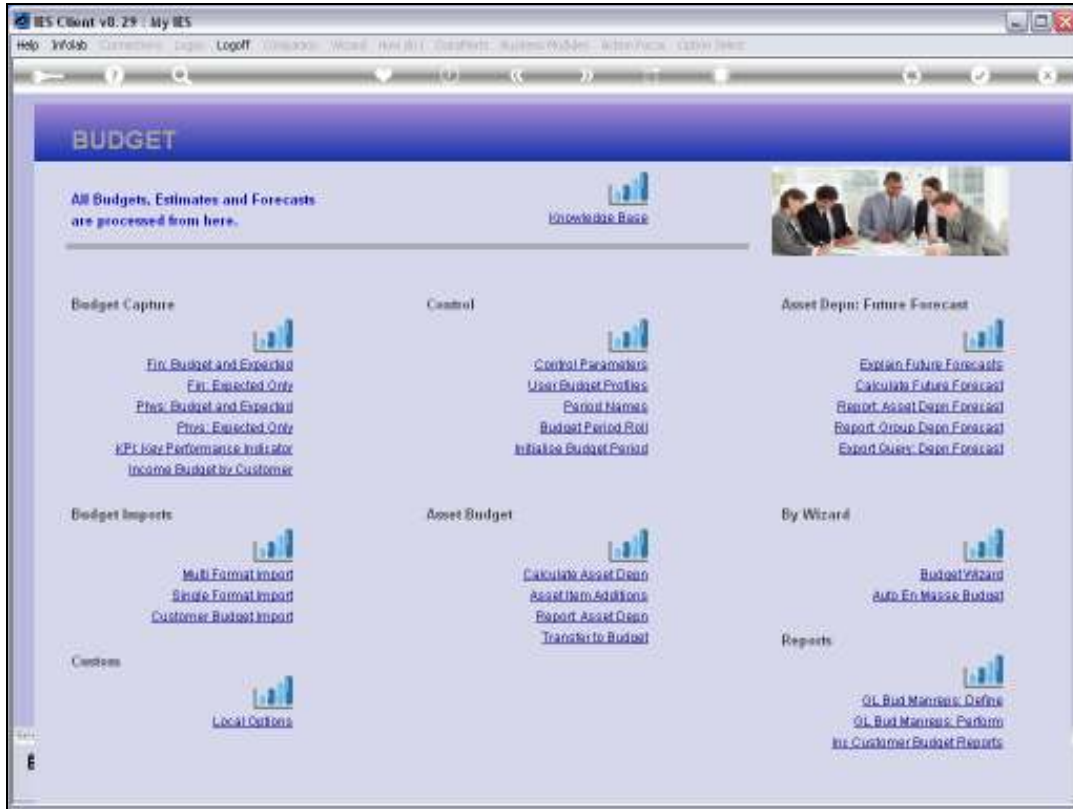 IES Client v8.29 : My IES
Help Infolab Logoff
BUDGET
All Budgets, Estimates and Forecasts
are processed from here.
Knowledge Base
Budget Capture
Fin: Budget and Expected
Fin: Expected Only
Phys: Budget and Expected
Phys: Expected Only
KPI: Key Performance Indicator
Income Budget by Customer
Control
Control Parameters
User Budget Profiles
Period Names
Budget Period Roll
Initialise Budget Period
Asset Depn: Future Forecast
Explain Future Forecasts
Calculate Future Forecast
Report: Asset Depn Forecast
Report: Group Depn Forecast
Export Query: Depn Forecast
Budget Imports
Multi Format Import
Single Format Import
Customer Budget Import
Asset Budget
Calculate Asset Depn
Asset Item Additions
Report Asset Depn
Transfer to Budget
By Wizard
Budget Wizard
Auto En Masse Budget
Custom
Local Options
Reports
GL Bud Manreps: Define
GL Bud Manreps: Perform
Customer Budget Reports